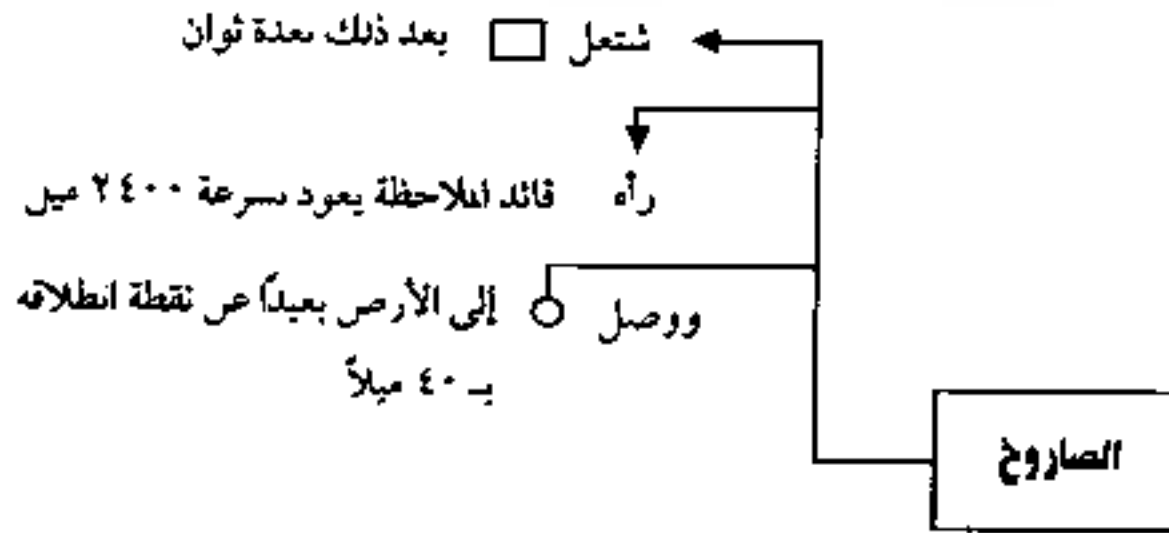 شتعل بعد ذلك بعدة ثوان
رآه قائد الملاحظة يعود بسرعة ٢٤٠٠ ميل
ووصل إلى الأرض بعيداً عن نقطة انطلاقه
بـ ٤٠ ميلاً
الصاروخ